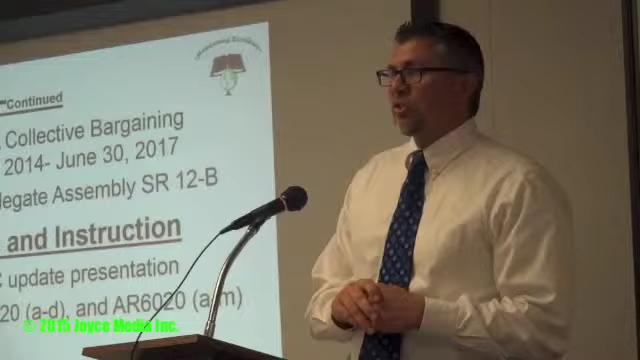 Continued
Collective Bargaining
2014- June 30, 2017
legate Assembly SR 12-B
and Instruction
update presentation
20 (a-d), and AR6020 (a-m)
© 2015 Joyce Media Inc.